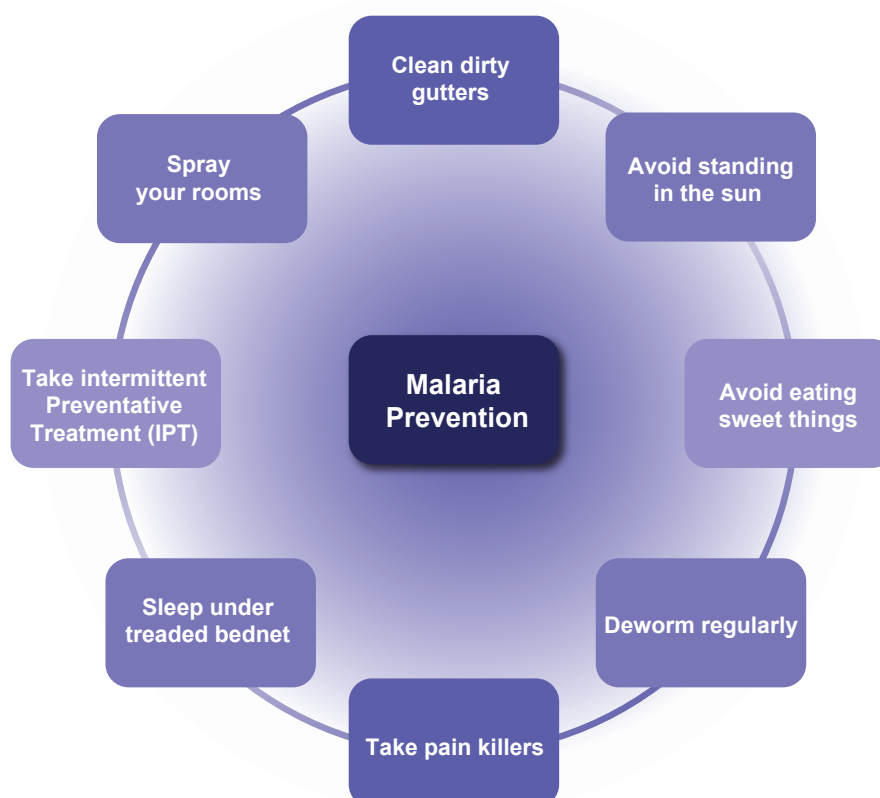 Clean dirty
gutters
Avoid standing
in the sun
Avoid eating
sweet things
Deworm regularly
Take pain killers
Sleep under
treaded bednet
Take intermittent
Preventative
Treatment (IPT)
Spray
your rooms
Malaria
Prevention